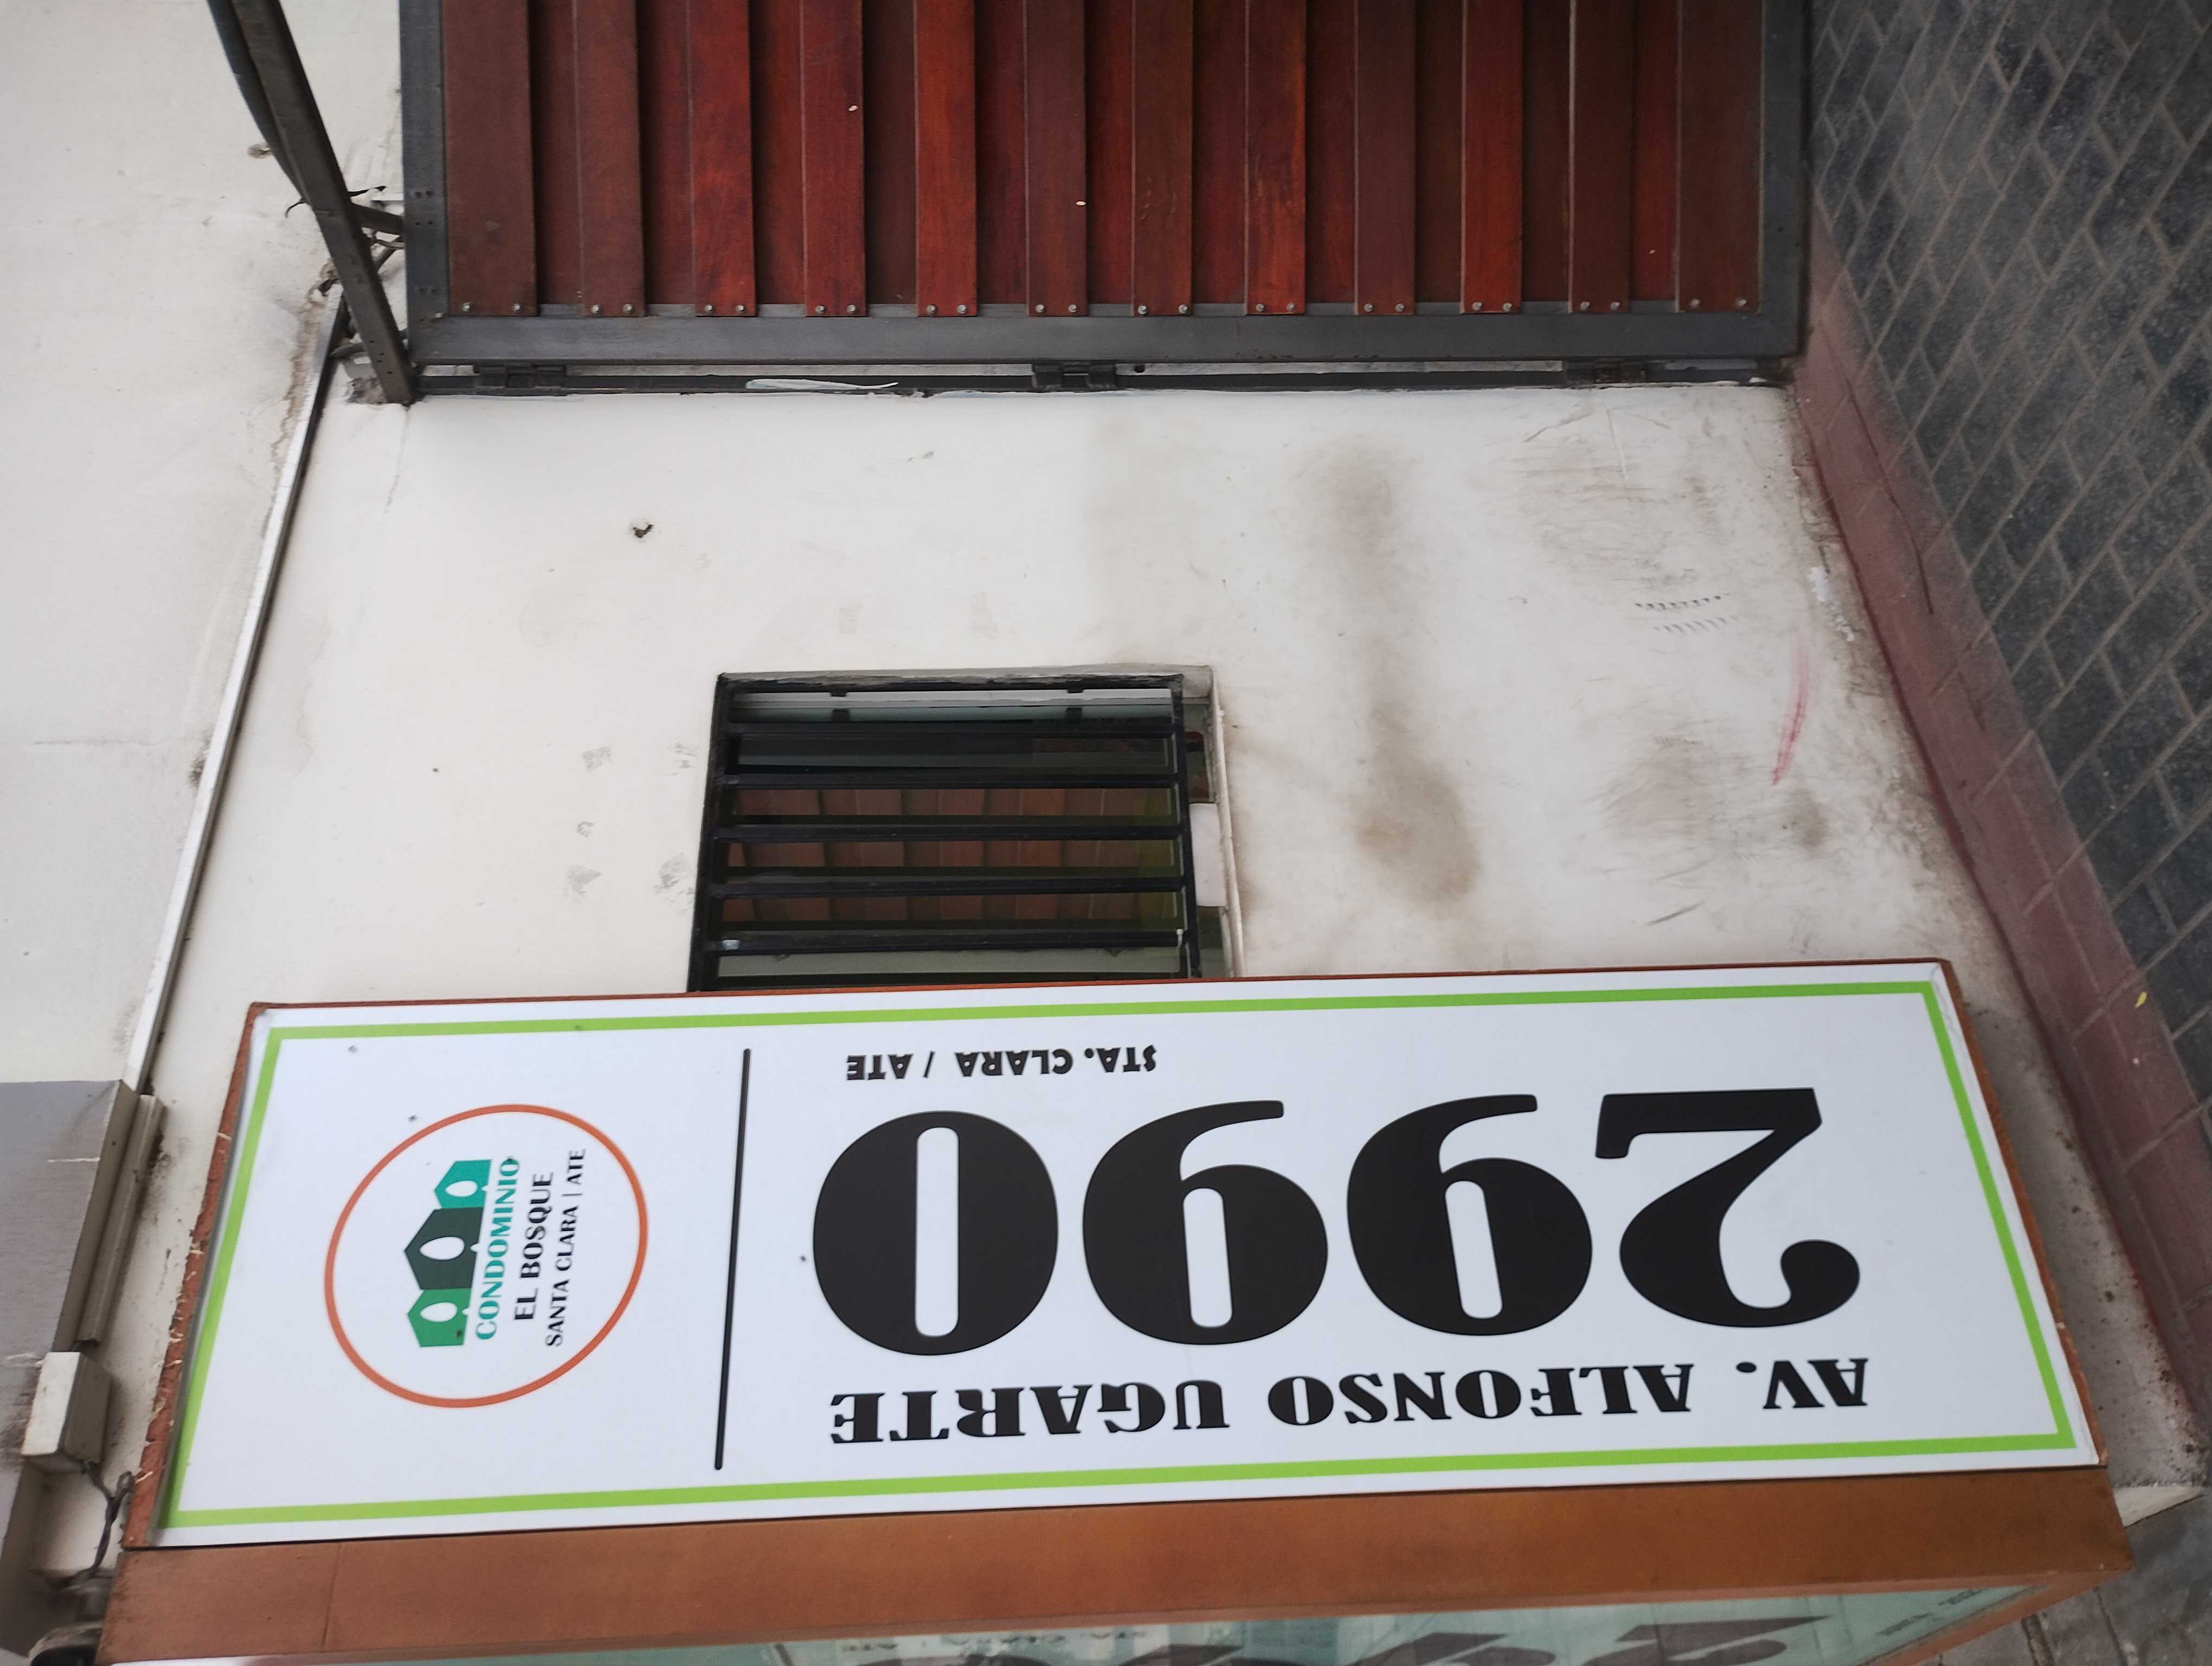 AV. ALFONSO UGARTE
2990
STA. CLARA / ATE
CONDOMINIO
EL BOSQUE
SANTA CLARA | ATE